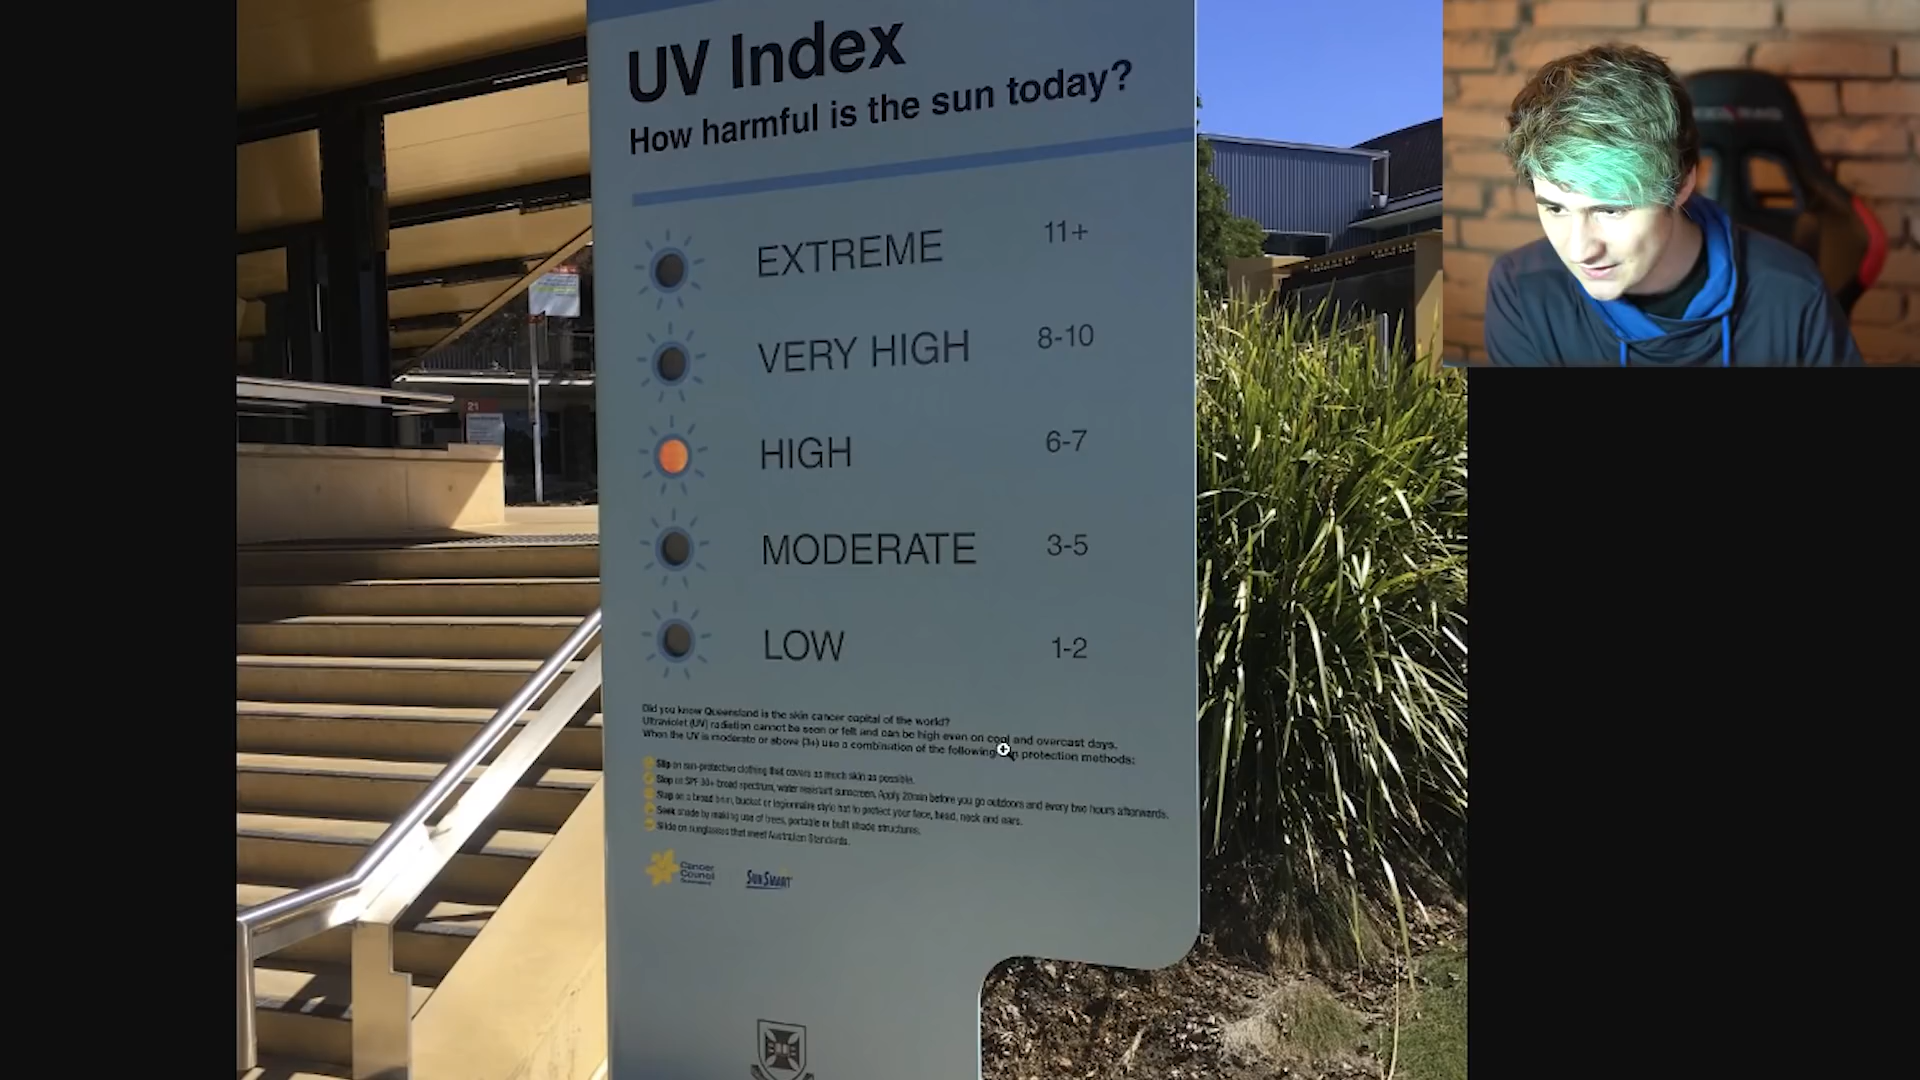 UV Index
How harmful is the sun today?
EXTREME 11+
VERY HIGH 8-10
HIGH 6-7
MODERATE 3-5
LOW 1-2
Did you know Queensland is the skin cancer capital of the world?
Ultraviolet (UV) radiation cannot be seen or felt and can be high even on cool and overcast days.
When the UV is moderate or above (3+) use a combination of the following protection methods:
Slip on sun-protective clothing that covers as much skin as possible.
Slop on SPF 30+ broad spectrum, water resistant sunscreen. Apply 20min before you go outdoors and every two hours afterwards.
Slap on a broad brim, bucket or legionnaire style hat to protect your face, head, neck and ears.
Seek shade by making use of trees, portable or built shade structures.
Slide on sunglasses that meet Australian Standards.
Cancer
Council
Queensland
SunSmart
21